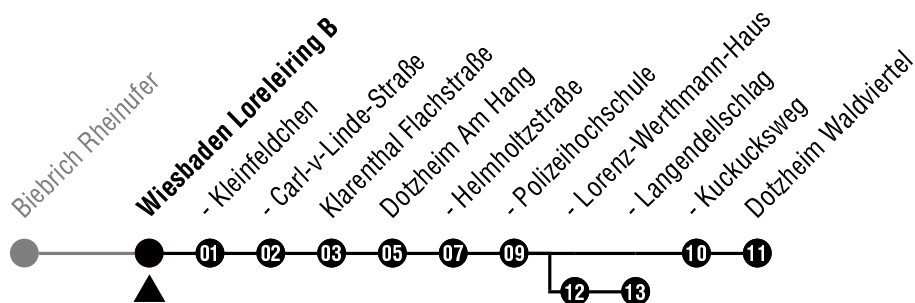 Biebrich Rheinufer
Wiesbaden Loreleiring B
- Kleinfeldchen
- Carl-v-Linde-Straße
Klarenthal Flachstraße
Dotzheim Am Hang
- Helmholtzstraße
- Polizeihochschule
- Lorenz-Werthmann-Haus
- Langendellschlag
- Kuckucksweg
Dotzheim Waldviertel
01 02 03 05 07 09 10 11
12 13